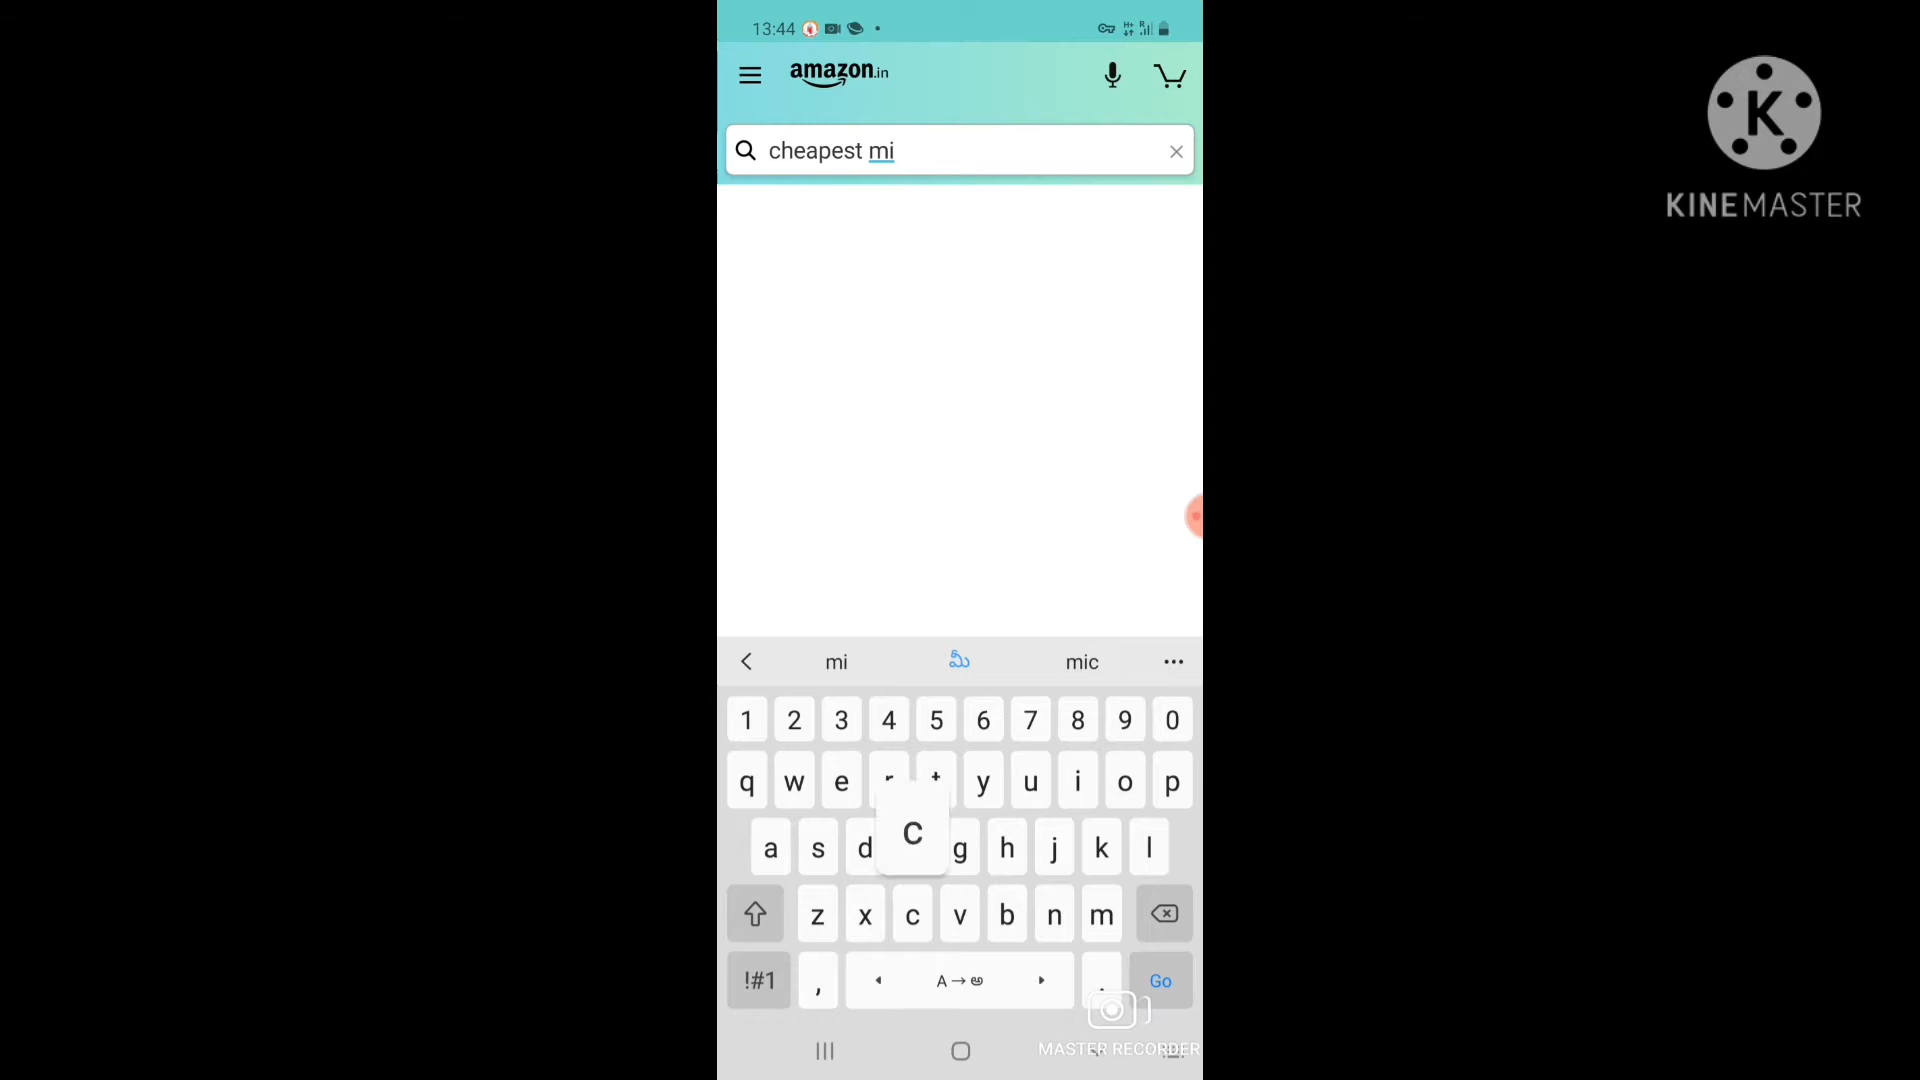 13:44
amazon.in
cheapest mi
KINEMASTER
mi మీ mic
1 2 3 4 5 6 7 8 9 0
q w e r t y u i o p
a s d c g h j k l
z x c v b n m
!#1 , A → అ . Go
MASTER RECORDER